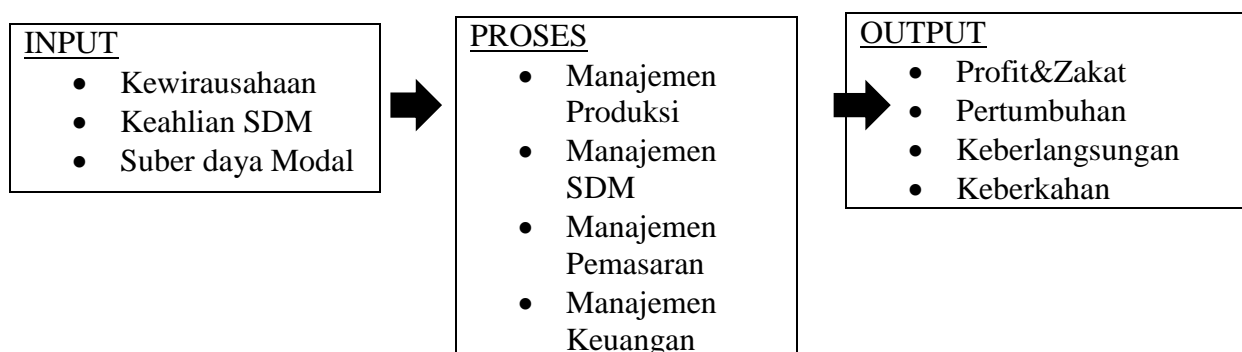 INPUT
• Kewirausahaan
• Keahlian SDM
• Suber daya Modal
PROSES
• Manajemen
Produksi
• Manajemen
SDM
• Manajemen
Pemasaran
• Manajemen
Keuangan
OUTPUT
• Profit&Zakat
• Pertumbuhan
• Keberlangsungan
• Keberkahan